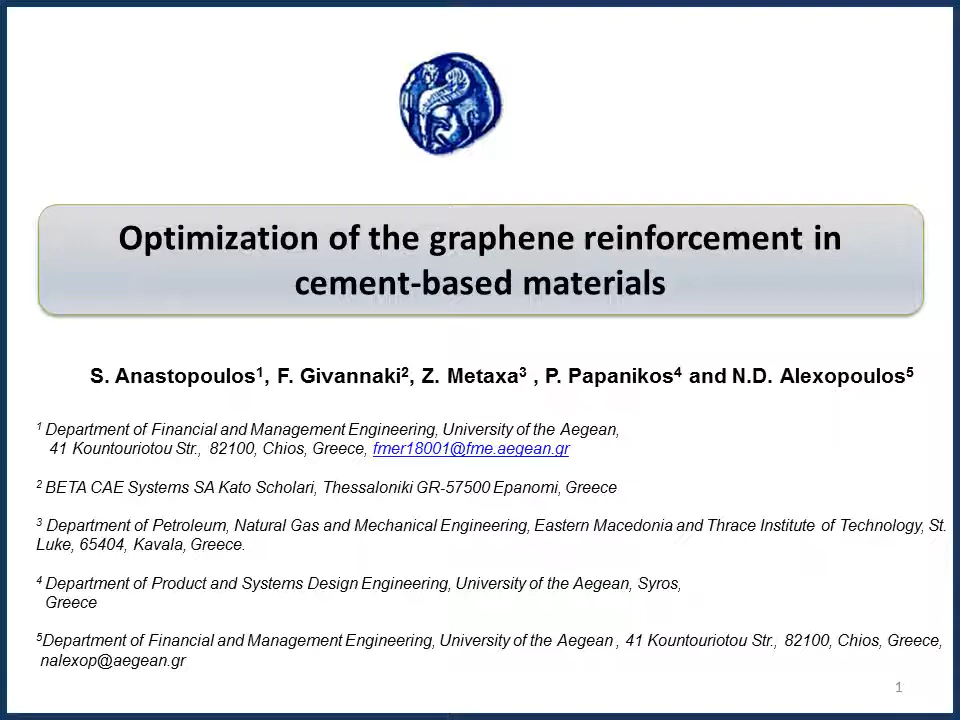 Optimization of the graphene reinforcement in
cement-based materials
S. Anastopoulos¹, F. Givannaki², Z. Metaxa³ , P. Papanikos⁴ and N.D. Alexopoulos⁵
¹ Department of Financial and Management Engineering, University of the Aegean,
41 Kountouriotou Str., 82100, Chios, Greece, fmer18001@fme.aegean.gr
² BETA CAE Systems SA Kato Scholari, Thessaloniki GR-57500 Epanomi, Greece
³ Department of Petroleum, Natural Gas and Mechanical Engineering, Eastern Macedonia and Thrace Institute of Technology, St.
Luke, 65404, Kavala, Greece.
⁴ Department of Product and Systems Design Engineering, University of the Aegean, Syros,
Greece
⁵Department of Financial and Management Engineering, University of the Aegean , 41 Kountouriotou Str., 82100, Chios, Greece,
nalexop@aegean.gr
1